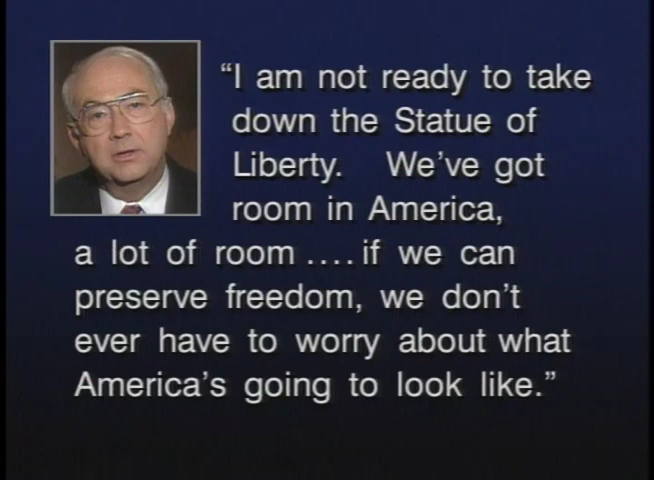 “I am not ready to take
down the Statue of
Liberty. We’ve got
room in America,
a lot of room .... if we can
preserve freedom, we don’t
ever have to worry about what
America’s going to look like.”